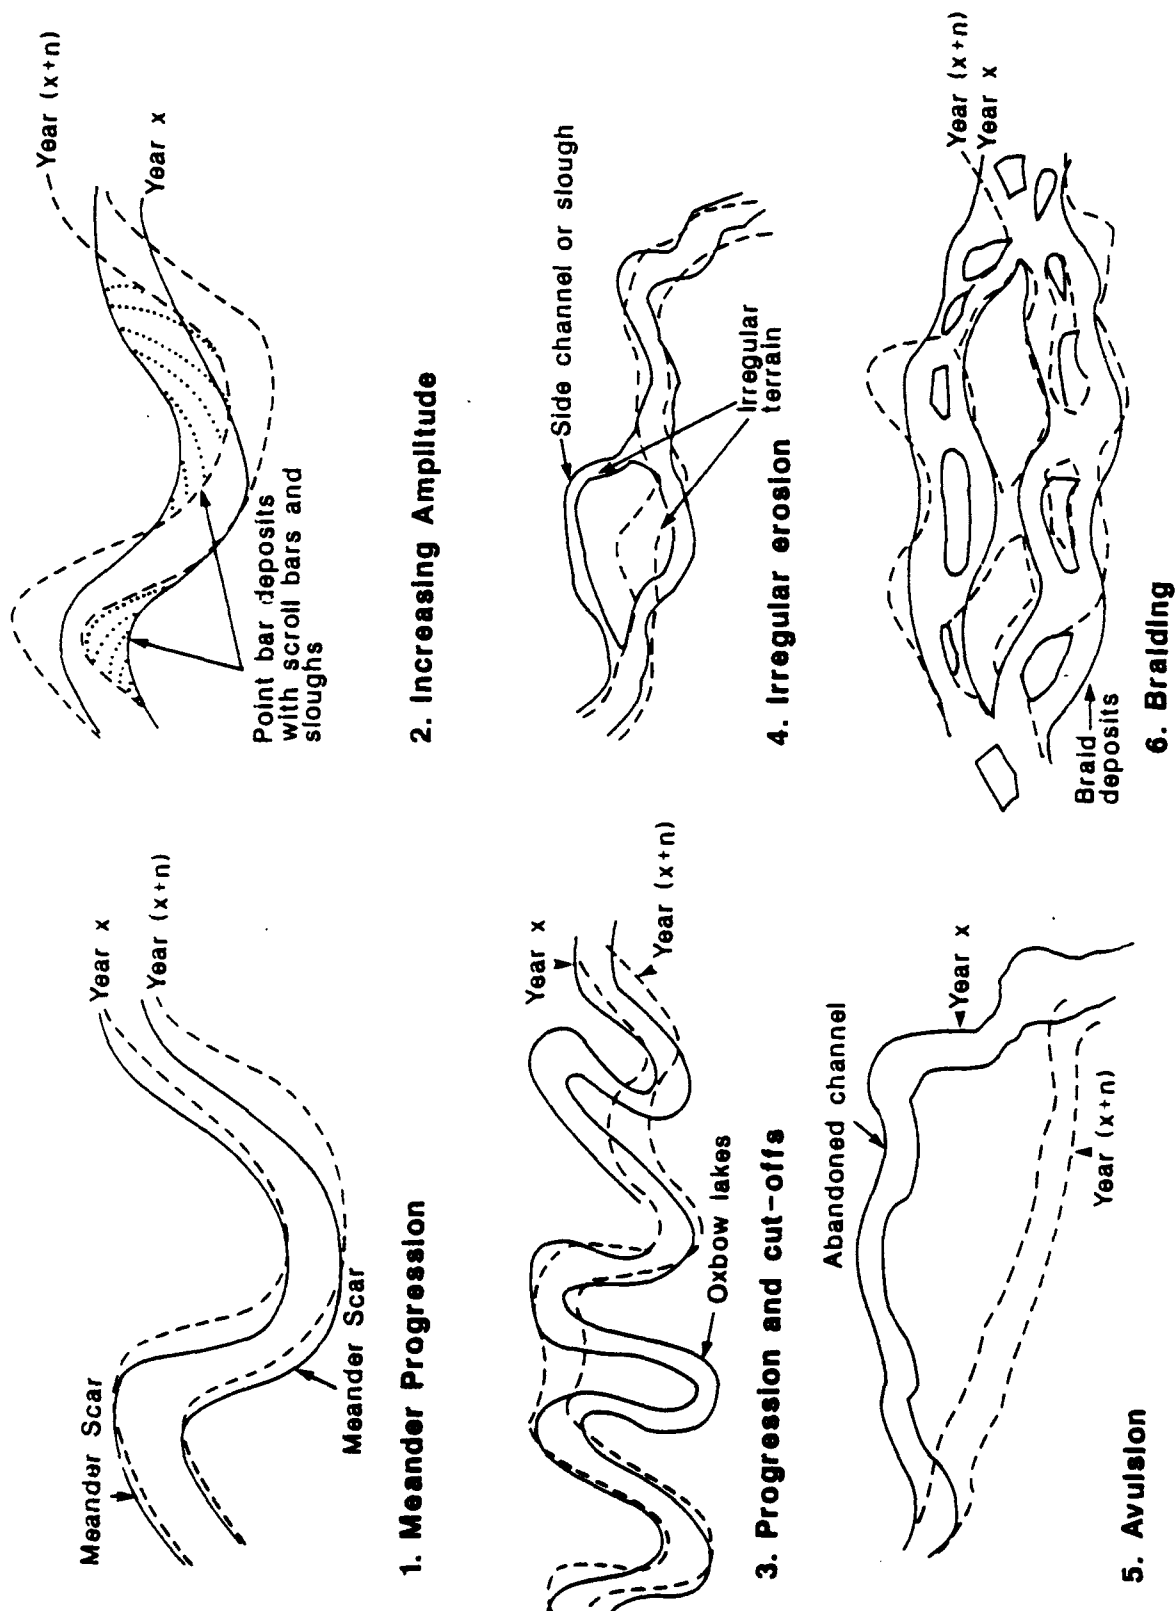 Meander Scar
Year x
Year (x+n)
Meander Scar
1. Meander Progression
Year (x+n)
Year x
Point bar deposits
with scroll bars and
sloughs
2. Increasing Amplitude
Year x
Year (x+n)
Oxbow lakes
3. Progression and cut-offs
Side channel or slough
Irregular
terrain
4. Irregular erosion
Abandoned channel
Year x
Year (x+n)
5. Avulsion
Year (x+n)
Year x
Braid
deposits
6. Braiding